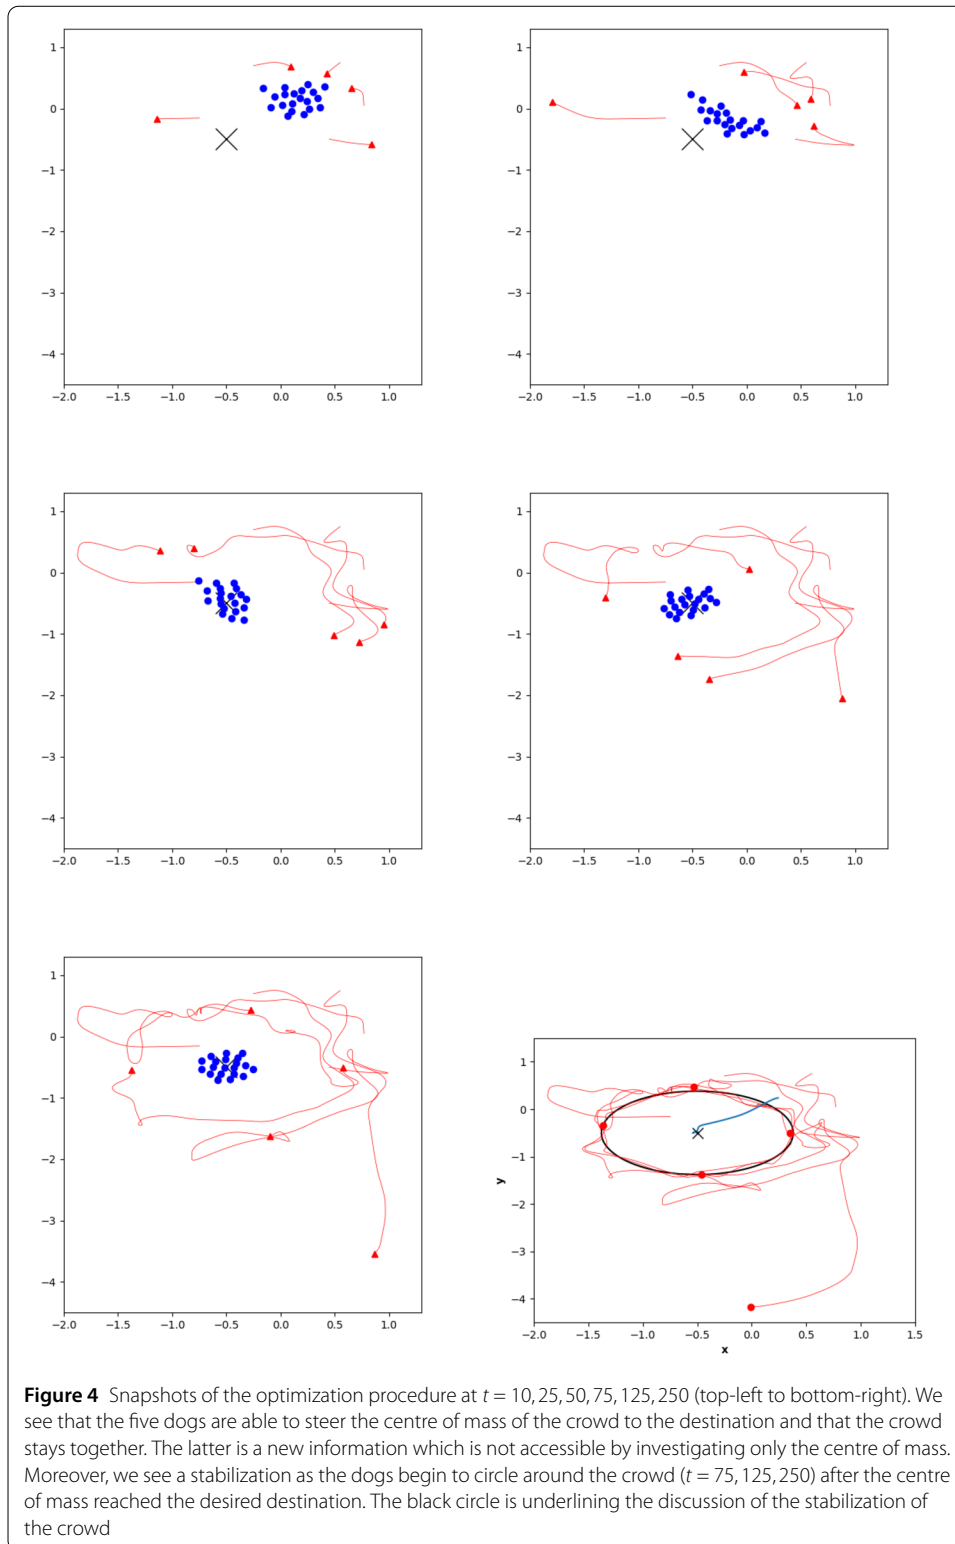 1
0
−1
−2
−3
−4
−2.0 −1.5 −1.0 −0.5 0.0 0.5 1.0
1
0
−1
−2
−3
−4
−2.0 −1.5 −1.0 −0.5 0.0 0.5 1.0
1
0
−1
−2
−3
−4
−2.0 −1.5 −1.0 −0.5 0.0 0.5 1.0
1
0
−1
−2
−3
−4
−2.0 −1.5 −1.0 −0.5 0.0 0.5 1.0
1
0
−1
−2
−3
−4
−2.0 −1.5 −1.0 −0.5 0.0 0.5 1.0
1
0
−1
−2
−3
−4
y
−2.0 −1.5 −1.0 −0.5 0.0 0.5 1.0 1.5
x
Figure 4 Snapshots of the optimization procedure at t = 10, 25, 50, 75, 125, 250 (top-left to bottom-right). We
see that the five dogs are able to steer the centre of mass of the crowd to the destination and that the crowd
stays together. The latter is a new information which is not accessible by investigating only the centre of mass.
Moreover, we see a stabilization as the dogs begin to circle around the crowd (t = 75, 125, 250) after the centre
of mass reached the desired destination. The black circle is underlining the discussion of the stabilization of
the crowd